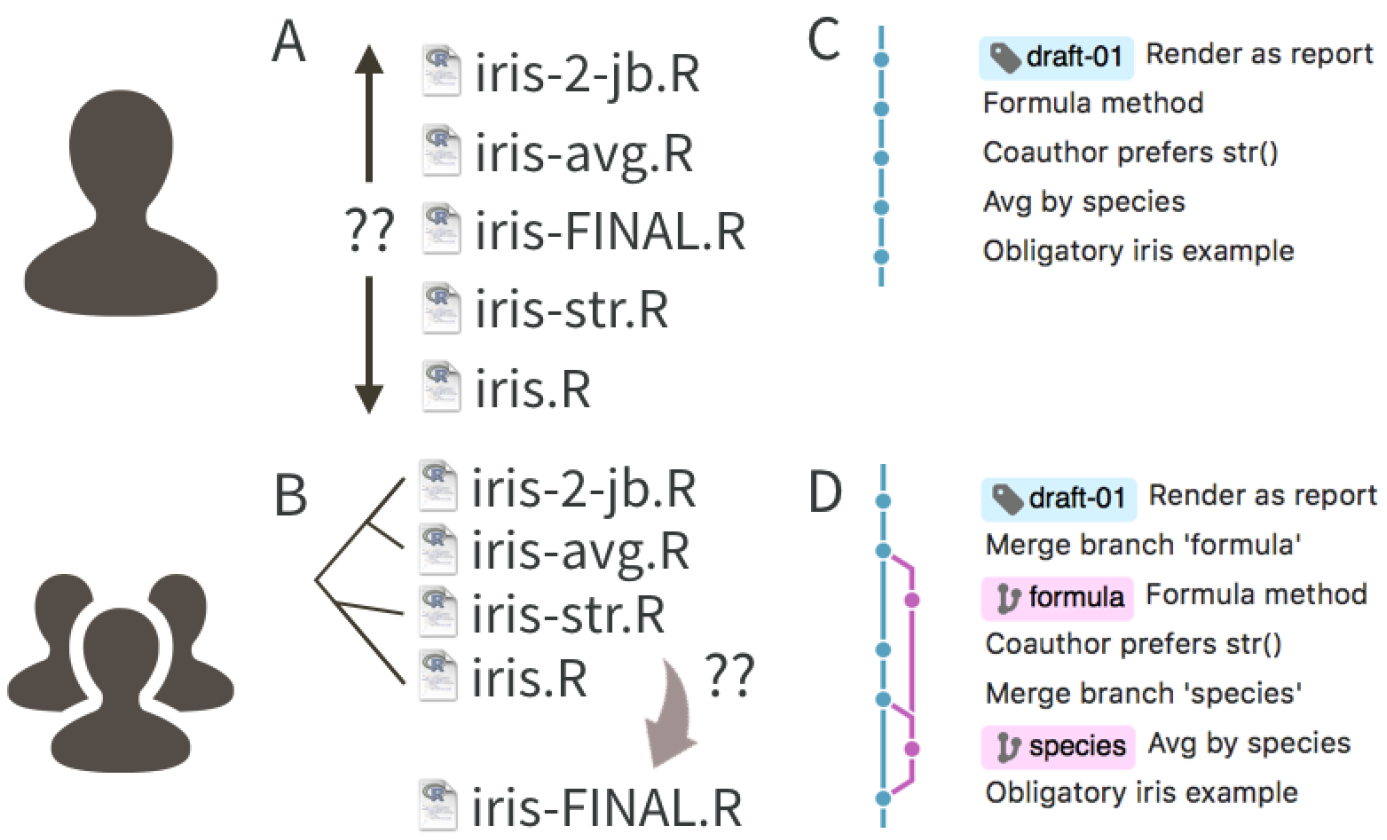 A
iris-2-jb.R
iris-avg.R
??
iris-FINAL.R
iris-str.R
iris.R
B
iris-2-jb.R
iris-avg.R
iris-str.R
iris.R
??
iris-FINAL.R
C
draft-01 Render as report
Formula method
Coauthor prefers str()
Avg by species
Obligatory iris example
D
draft-01 Render as report
Merge branch 'formula'
formula Formula method
Coauthor prefers str()
Merge branch 'species'
species Avg by species
Obligatory iris example